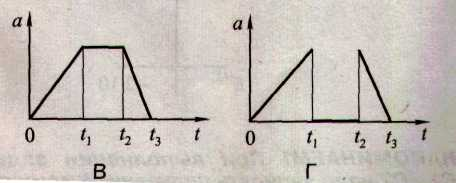 a
0 t₁ t₂ t₃ t
В
a
0 t₁ t₂ t₃ t
Г